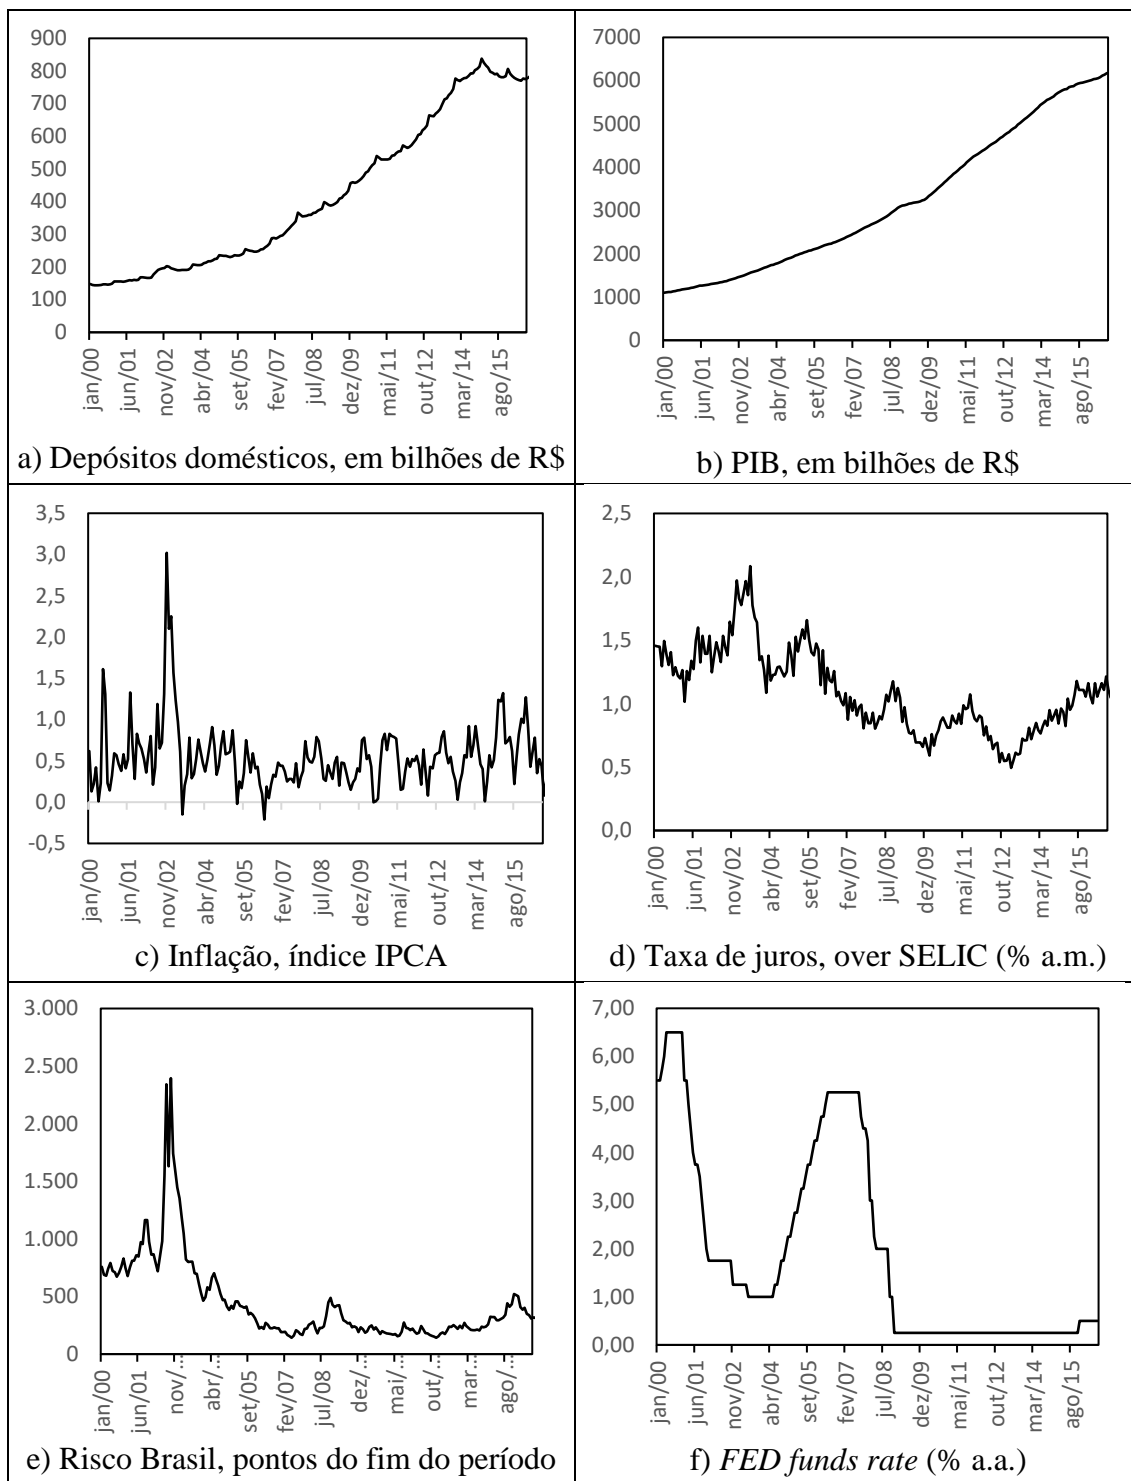 900
800
700
600
500
400
300
200
100
0
jan/00
jun/01
nov/02
abr/04
set/05
fev/07
jul/08
dez/09
mai/11
out/12
mar/14
ago/15
a) Depósitos domésticos, em bilhões de R$
7000
6000
5000
4000
3000
2000
1000
0
jan/00
jun/01
nov/02
abr/04
set/05
fev/07
jul/08
dez/09
mai/11
out/12
mar/14
ago/15
b) PIB, em bilhões de R$
3,5
3,0
2,5
2,0
1,5
1,0
0,5
0,0
-0,5
jan/00
jun/01
nov/02
abr/04
set/05
fev/07
jul/08
dez/09
mai/11
out/12
mar/14
ago/15
c) Inflação, índice IPCA
2,5
2,0
1,5
1,0
0,5
0,0
jan/00
jun/01
nov/02
abr/04
set/05
fev/07
jul/08
dez/09
mai/11
out/12
mar/14
ago/15
d) Taxa de juros, over SELIC (% a.m.)
3.000
2.500
2.000
1.500
1.000
500
0
jan/00
jun/01
nov/…
abr/…
set/05
fev/07
jul/08
dez/…
mai/…
out/…
mar…
ago/…
e) Risco Brasil, pontos do fim do período
7,00
6,00
5,00
4,00
3,00
2,00
1,00
0,00
jan/00
jun/01
nov/02
abr/04
set/05
fev/07
jul/08
dez/09
mai/11
out/12
mar/14
ago/15
f) FED funds rate (% a.a.)